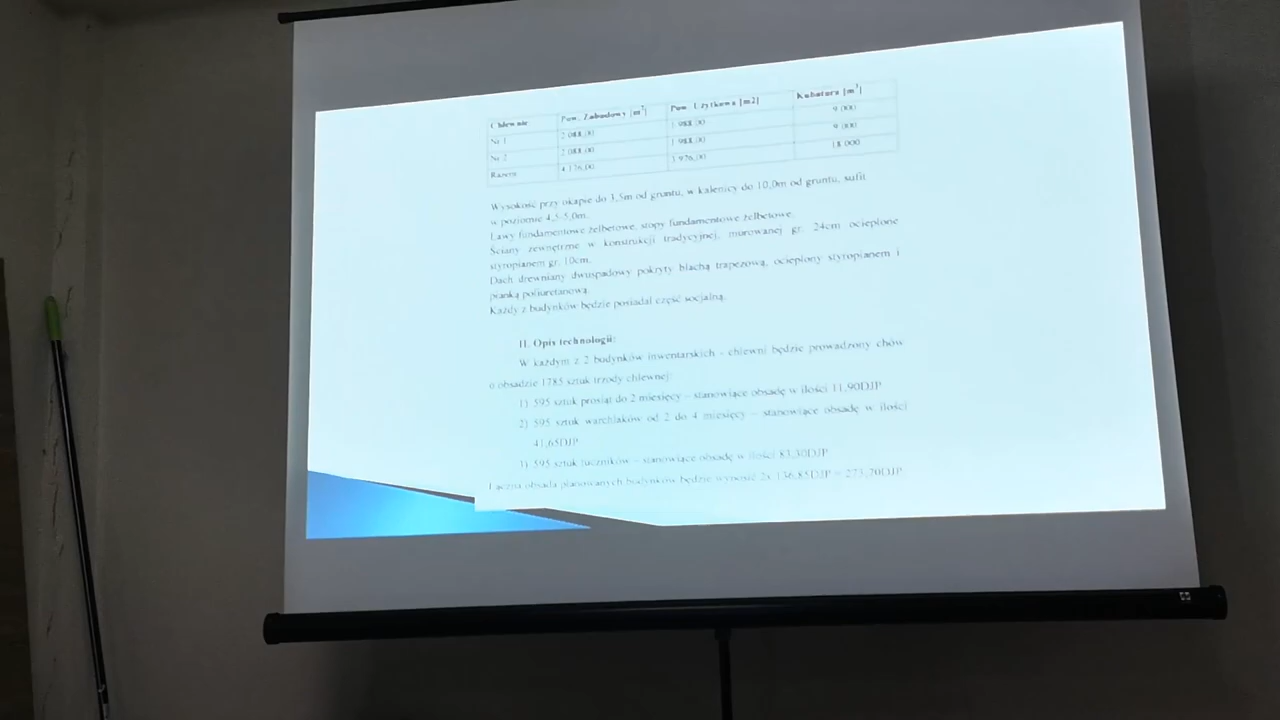 Chlewnie Pow. Zabudowy [m²] Pow. Użytkowa [m2] Kubatura [m³]
Nr 1 2 088,00 1 988,00 9 000
Nr 2 2 088,00 1 988,00 9 000
Razem 4 176,00 3 976,00 18 000
Wysokość przy okapie do 3,5m od gruntu, w kalenicy do 10,0m od gruntu, sufit
w poziomie 4,5-5,0m.
Ławy fundamentowe żelbetowe, stopy fundamentowe żelbetowe.
Ściany zewnętrzne w konstrukcji tradycyjnej, murowanej gr. 24cm ocieplone
styropianem gr. 10cm.
Dach drewniany dwuspadowy pokryty blachą trapezową, ocieplony styropianem i
pianką poliuretanową.
Każdy z budynków będzie posiadał część socjalną.
II. Opis technologii:
W każdym z 2 budynków inwentarskich - chlewni będzie prowadzony chów
o obsadzie 1785 sztuk trzody chlewnej:
1) 595 sztuk prosiąt do 2 miesięcy – stanowiące obsadę w ilości 11,90DJP
2) 595 sztuk warchlaków od 2 do 4 miesięcy – stanowiące obsadę w ilości
41,65DJP
3) 595 sztuk tuczników – stanowiące obsadę w ilości 83,30DJP
Łączna obsada planowanych budynków będzie wynosić 2x 136,85DJP = 273,70DJP